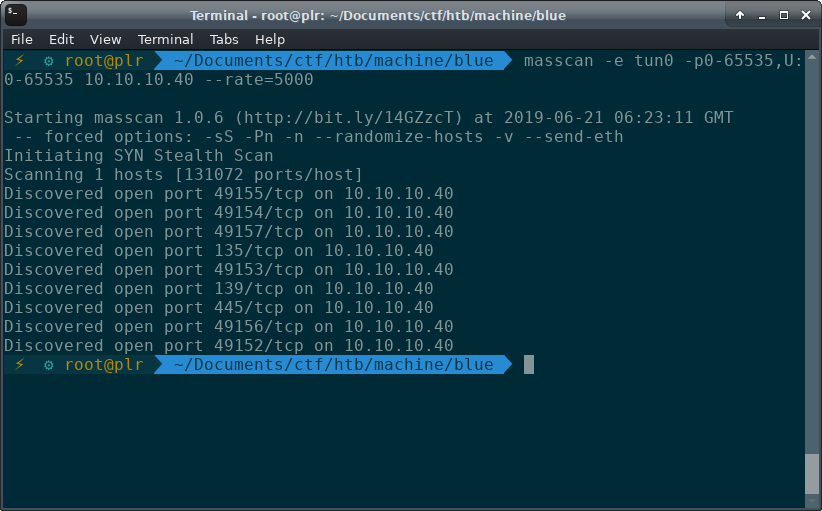 Terminal - root@plr: ~/Documents/ctf/htb/machine/blue
File Edit View Terminal Tabs Help
⚡ ⚙ root@plr ~/Documents/ctf/htb/machine/blue masscan -e tun0 -p0-65535,U:
0-65535 10.10.10.40 --rate=5000
Starting masscan 1.0.6 (http://bit.ly/14GZzcT) at 2019-06-21 06:23:11 GMT
-- forced options: -sS -Pn -n --randomize-hosts -v --send-eth
Initiating SYN Stealth Scan
Scanning 1 hosts [131072 ports/host]
Discovered open port 49155/tcp on 10.10.10.40
Discovered open port 49154/tcp on 10.10.10.40
Discovered open port 49157/tcp on 10.10.10.40
Discovered open port 135/tcp on 10.10.10.40
Discovered open port 49153/tcp on 10.10.10.40
Discovered open port 139/tcp on 10.10.10.40
Discovered open port 445/tcp on 10.10.10.40
Discovered open port 49156/tcp on 10.10.10.40
Discovered open port 49152/tcp on 10.10.10.40
⚡ ⚙ root@plr ~/Documents/ctf/htb/machine/blue